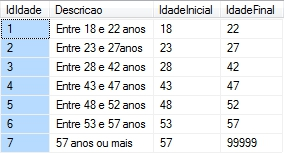 IdIdade Descricao IdadeInicial IdadeFinal
1 Entre 18 e 22 anos 18 22
2 Entre 23 e 27anos 23 27
3 Entre 28 e 42 anos 28 42
4 Entre 43 e 47 anos 43 47
5 Entre 48 e 52 anos 48 52
6 Entre 53 e 57 anos 53 57
7 57 anos ou mais 57 99999